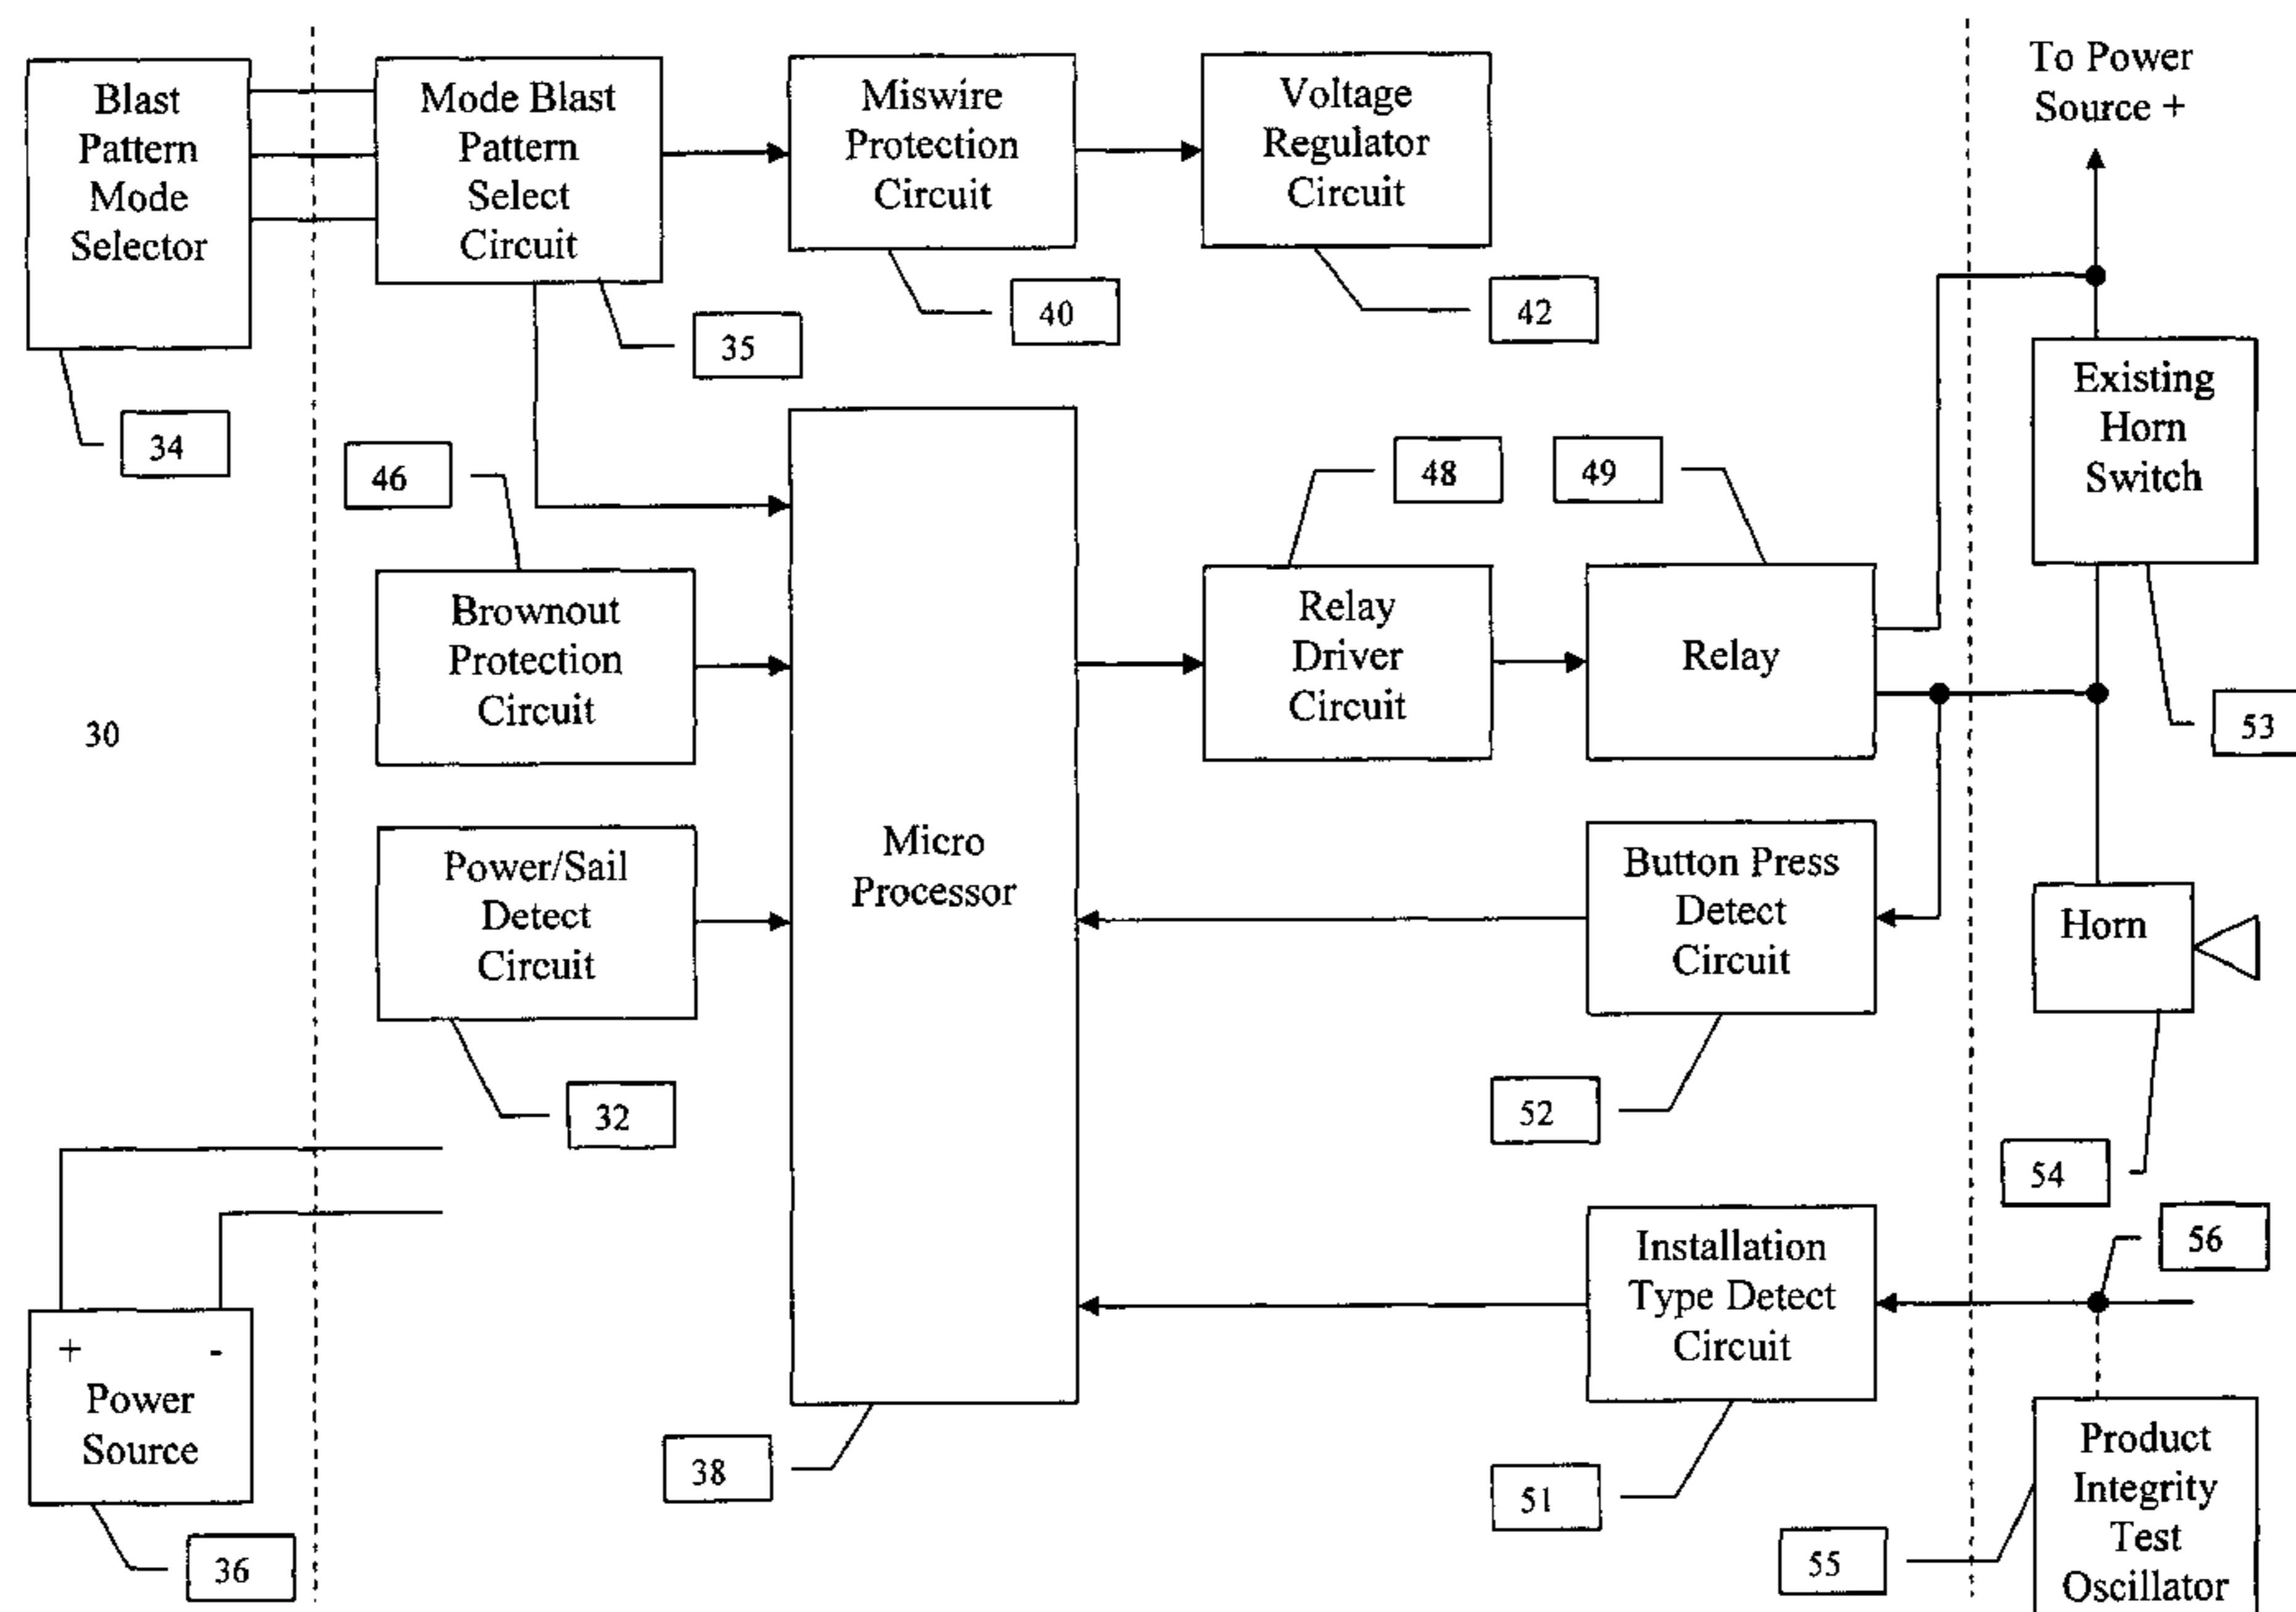 Blast
Pattern
Mode
Selector
Mode Blast
Pattern
Select
Circuit
Miswire
Protection
Circuit
Voltage
Regulator
Circuit
To Power
Source +
34
35
40
42
46
48
49
Existing
Horn
Switch
Brownout
Protection
Circuit
Relay
Driver
Circuit
Relay
30
53
Power/Sail
Detect
Circuit
Micro
Processor
Button Press
Detect
Circuit
Horn
32
52
54
56
Installation
Type Detect
Circuit
+ -
Power
Source
38
51
Product
Integrity
Test
Oscillator
36
55